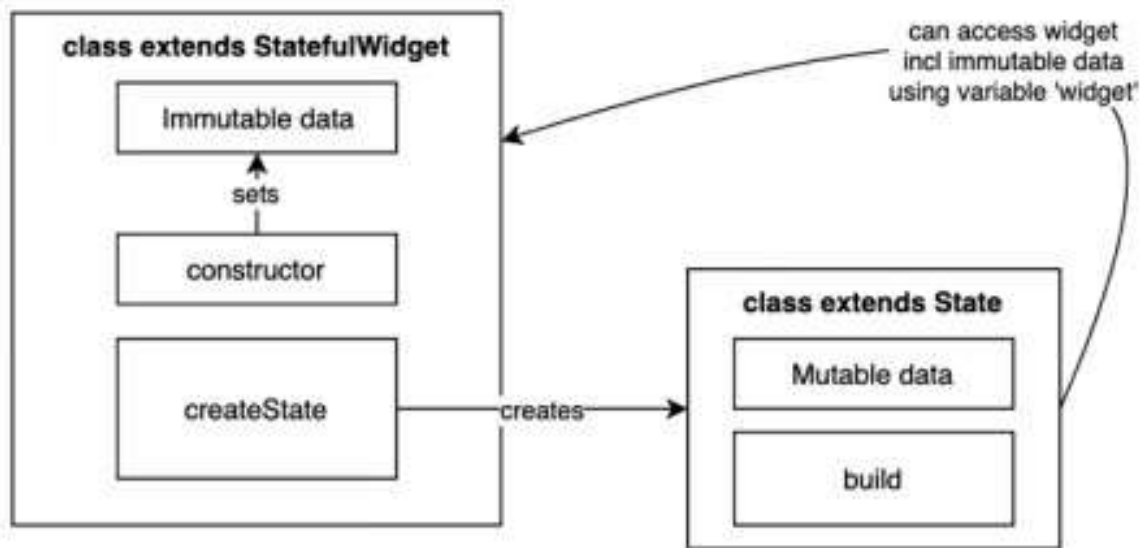 class extends StatefulWidget
Immutable data
sets
constructor
createState
creates
can access widget
incl immutable data
using variable 'widget'
class extends State
Mutable data
build